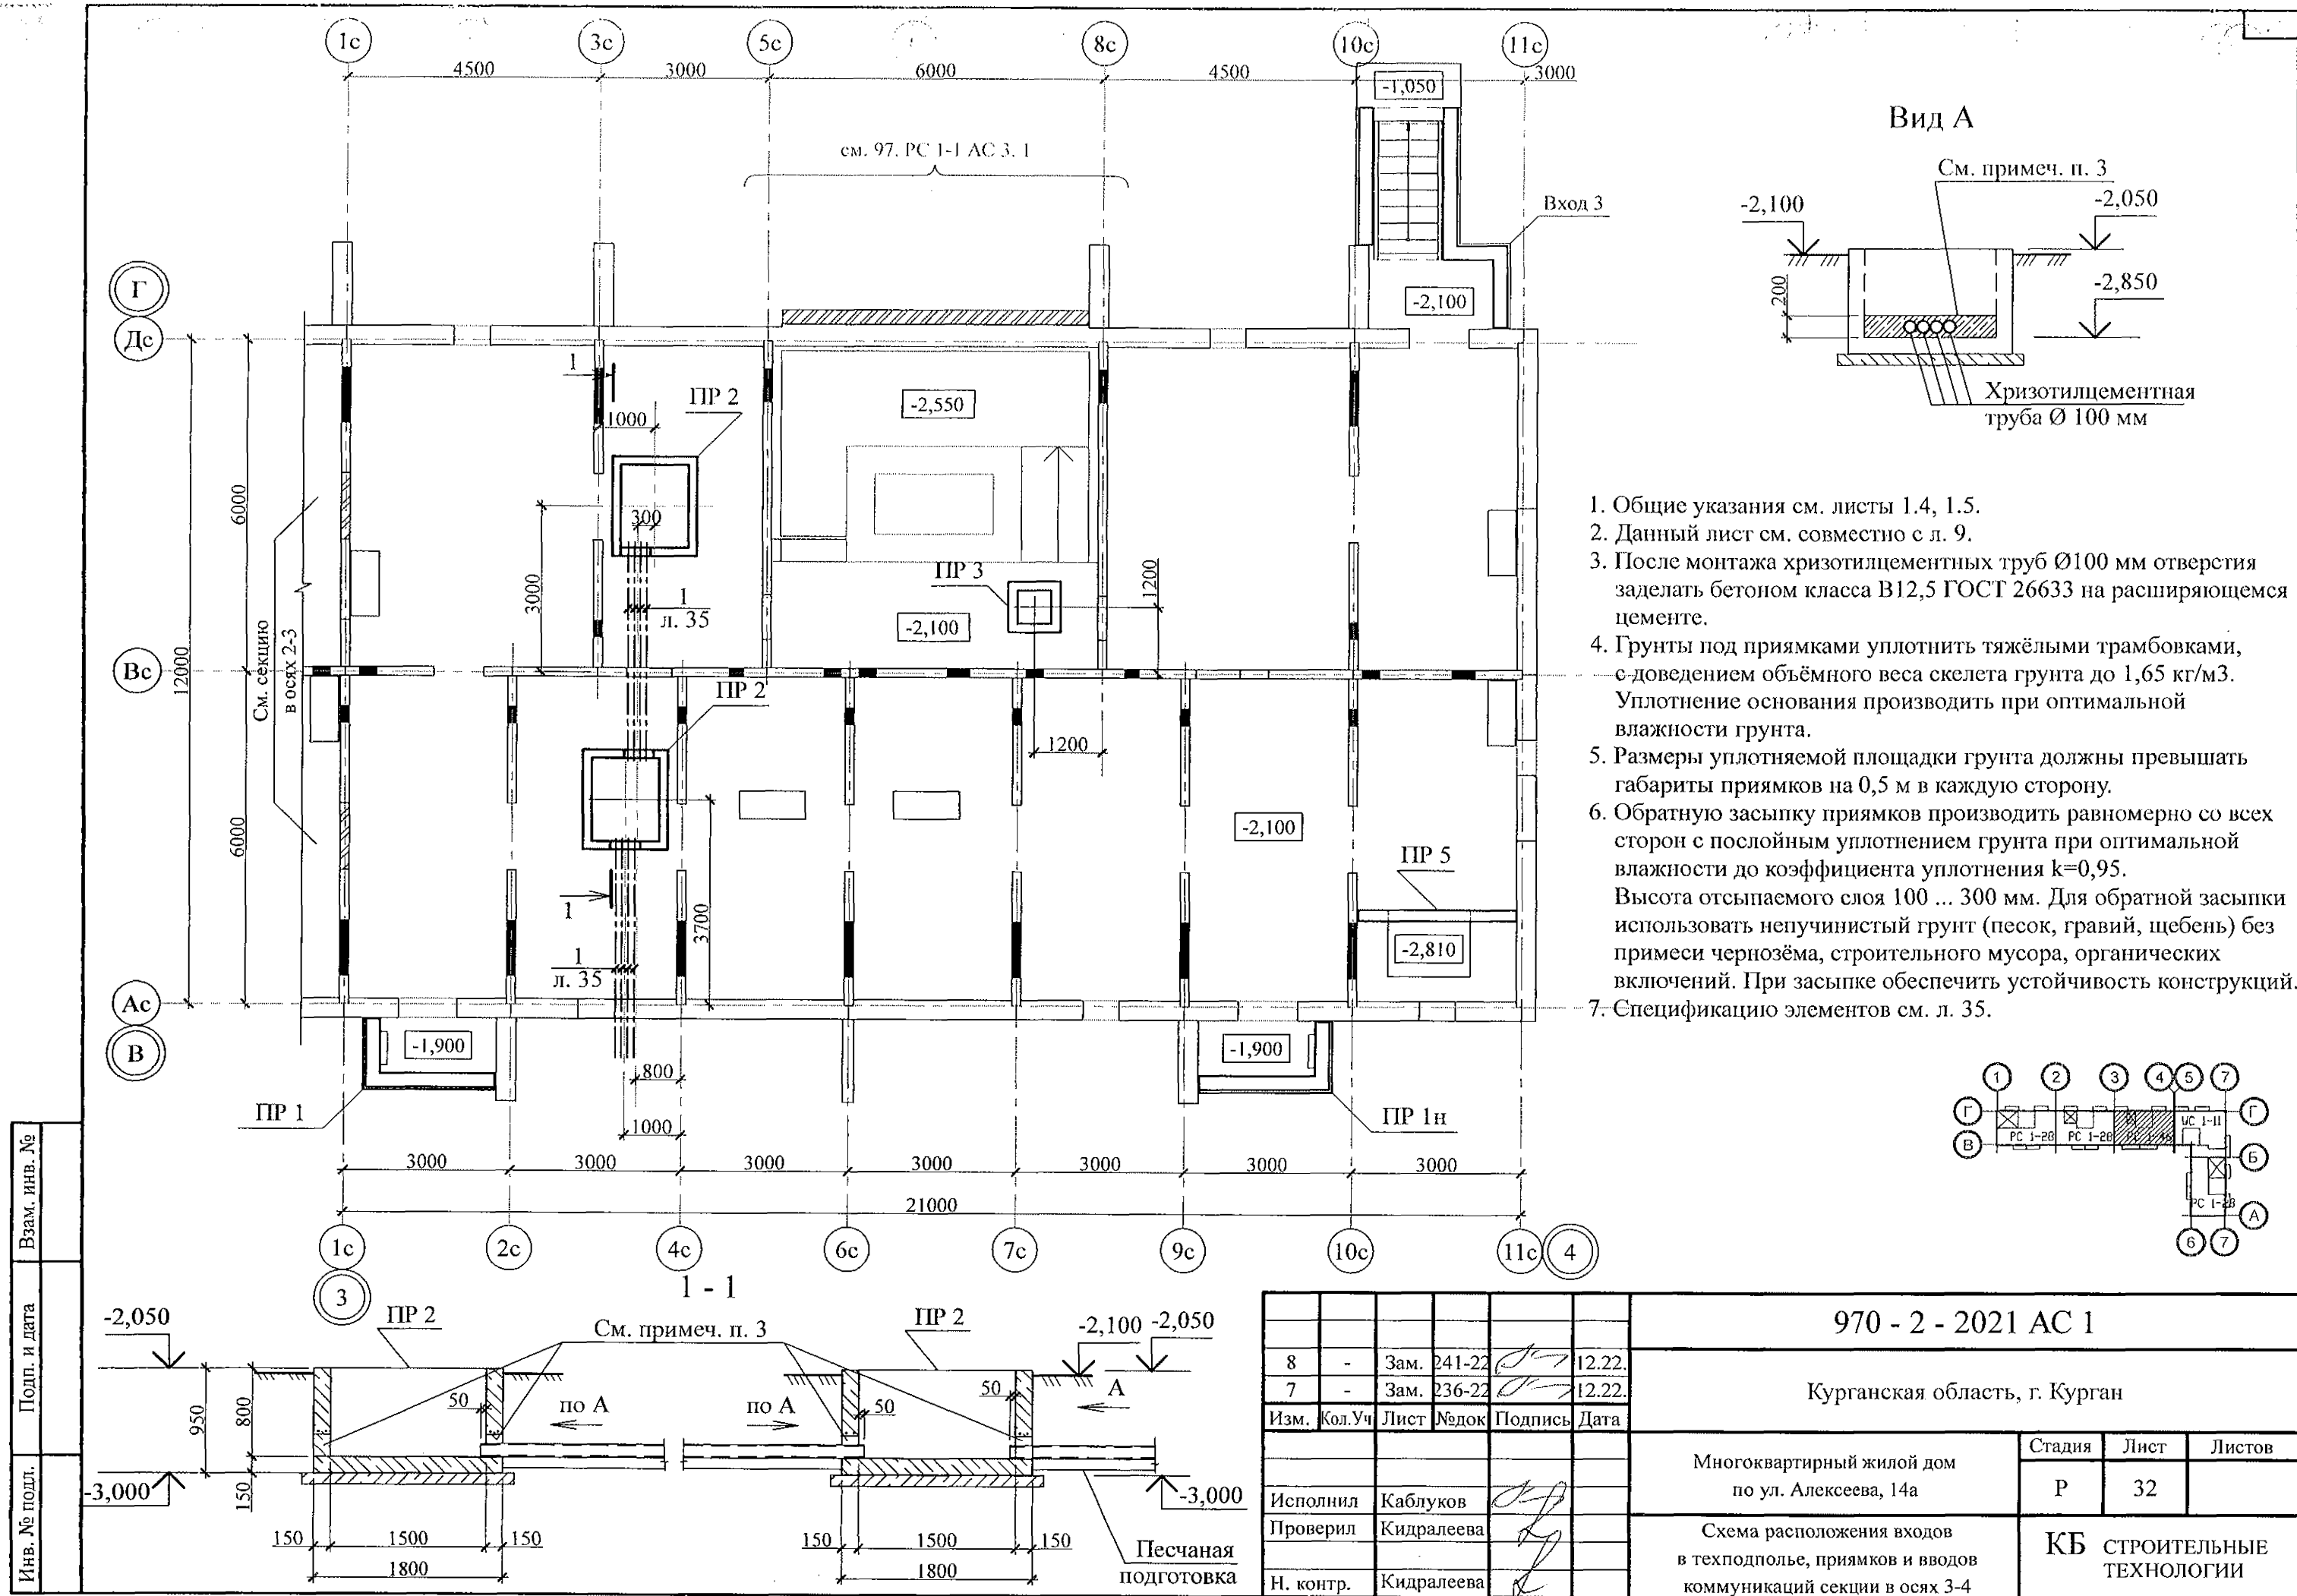 1с
3с
5с
8с
10с
11с
4500
3000
6000
4500
3000
-1,050
см. 97. РС 1-1 АС 3. 1
Вход 3
-2,100
Г
Дс
Вс
Ас
В
12000
6000
6000
См. секцию
в осях 2-3
1
1000
ПР 2
300
3000
1
л. 35
-2,550
ПР 3
-2,100
1200
1200
ПР 2
3700
1
1
л. 35
-2,100
ПР 5
-2,810
-1,900
-1,900
ПР 1
ПР 1н
800
1000
3000
3000
3000
3000
3000
3000
3000
21000
1с
2с
4с
6с
7с
9с
10с
11с
4
3
Вид А
См. примеч. п. 3
-2,100
-2,050
-2,850
200
Хризотилцементная
труба Ø 100 мм
1. Общие указания см. листы 1.4, 1.5.
2. Данный лист см. совместно с л. 9.
3. После монтажа хризотилцементных труб Ø100 мм отверстия
заделать бетоном класса В12,5 ГОСТ 26633 на расширяющемся
цементе.
4. Грунты под приямками уплотнить тяжёлыми трамбовками,
с доведением объёмного веса скелета грунта до 1,65 кг/м3.
Уплотнение основания производить при оптимальной
влажности грунта.
5. Размеры уплотняемой площадки грунта должны превышать
габариты приямков на 0,5 м в каждую сторону.
6. Обратную засыпку приямков производить равномерно со всех
сторон с послойным уплотнением грунта при оптимальной
влажности до коэффициента уплотнения k=0,95.
Высота отсыпаемого слоя 100 ... 300 мм. Для обратной засыпки
использовать непучинистый грунт (песок, гравий, щебень) без
примеси чернозёма, строительного мусора, органических
включений. При засыпке обеспечить устойчивость конструкций.
7. Спецификацию элементов см. л. 35.
1
2
3
4
5
7
Г
Г
В
Б
А
6
7
РС 1-2В
РС 1-2В
1 - 1
-2,050
ПР 2
См. примеч. п. 3
ПР 2
-2,100
-2,050
950
800
150
50
по А
по А
50
50
А
-3,000
-3,000
150
1500
150
1800
150
1500
150
1800
Песчаная
подготовка
8 - Зам. 241-22 12.22.
7 - Зам. 236-22 12.22.
Изм. Кол.Уч Лист №док Подпись Дата
Исполнил Каблуков
Проверил Кидралеева
Н. контр. Кидралеева
970 - 2 - 2021 АС 1
Курганская область, г. Курган
Многоквартирный жилой дом
по ул. Алексеева, 14а
Стадия Лист Листов
Р 32
Схема расположения входов
в техподполье, приямков и вводов
коммуникаций секции в осях 3-4
КБ СТРОИТЕЛЬНЫЕ
ТЕХНОЛОГИИ
Взам. инв. №
Подп. и дата
Инв. № подл.